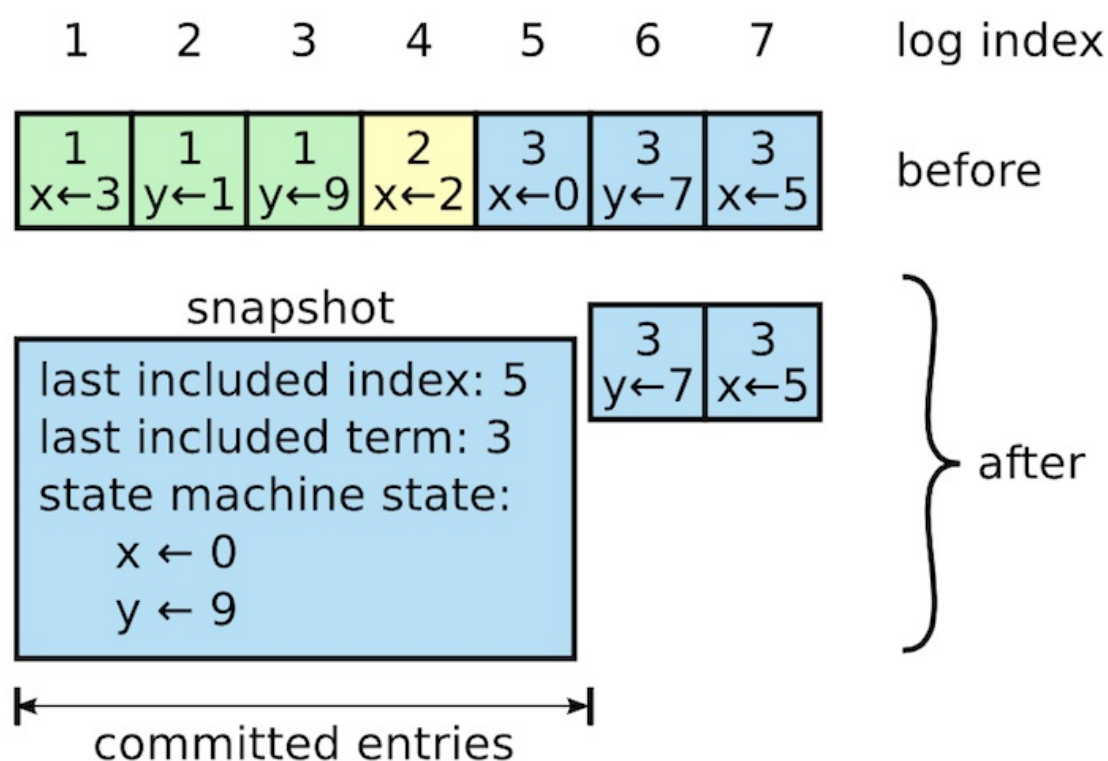 1 2 3 4 5 6 7 log index
1 1 1 2 3 3 3
x←3 y←1 y←9 x←2 x←0 y←7 x←5
before
snapshot
last included index: 5
last included term: 3
state machine state:
x ← 0
y ← 9
3 3
y←7 x←5
after
committed entries